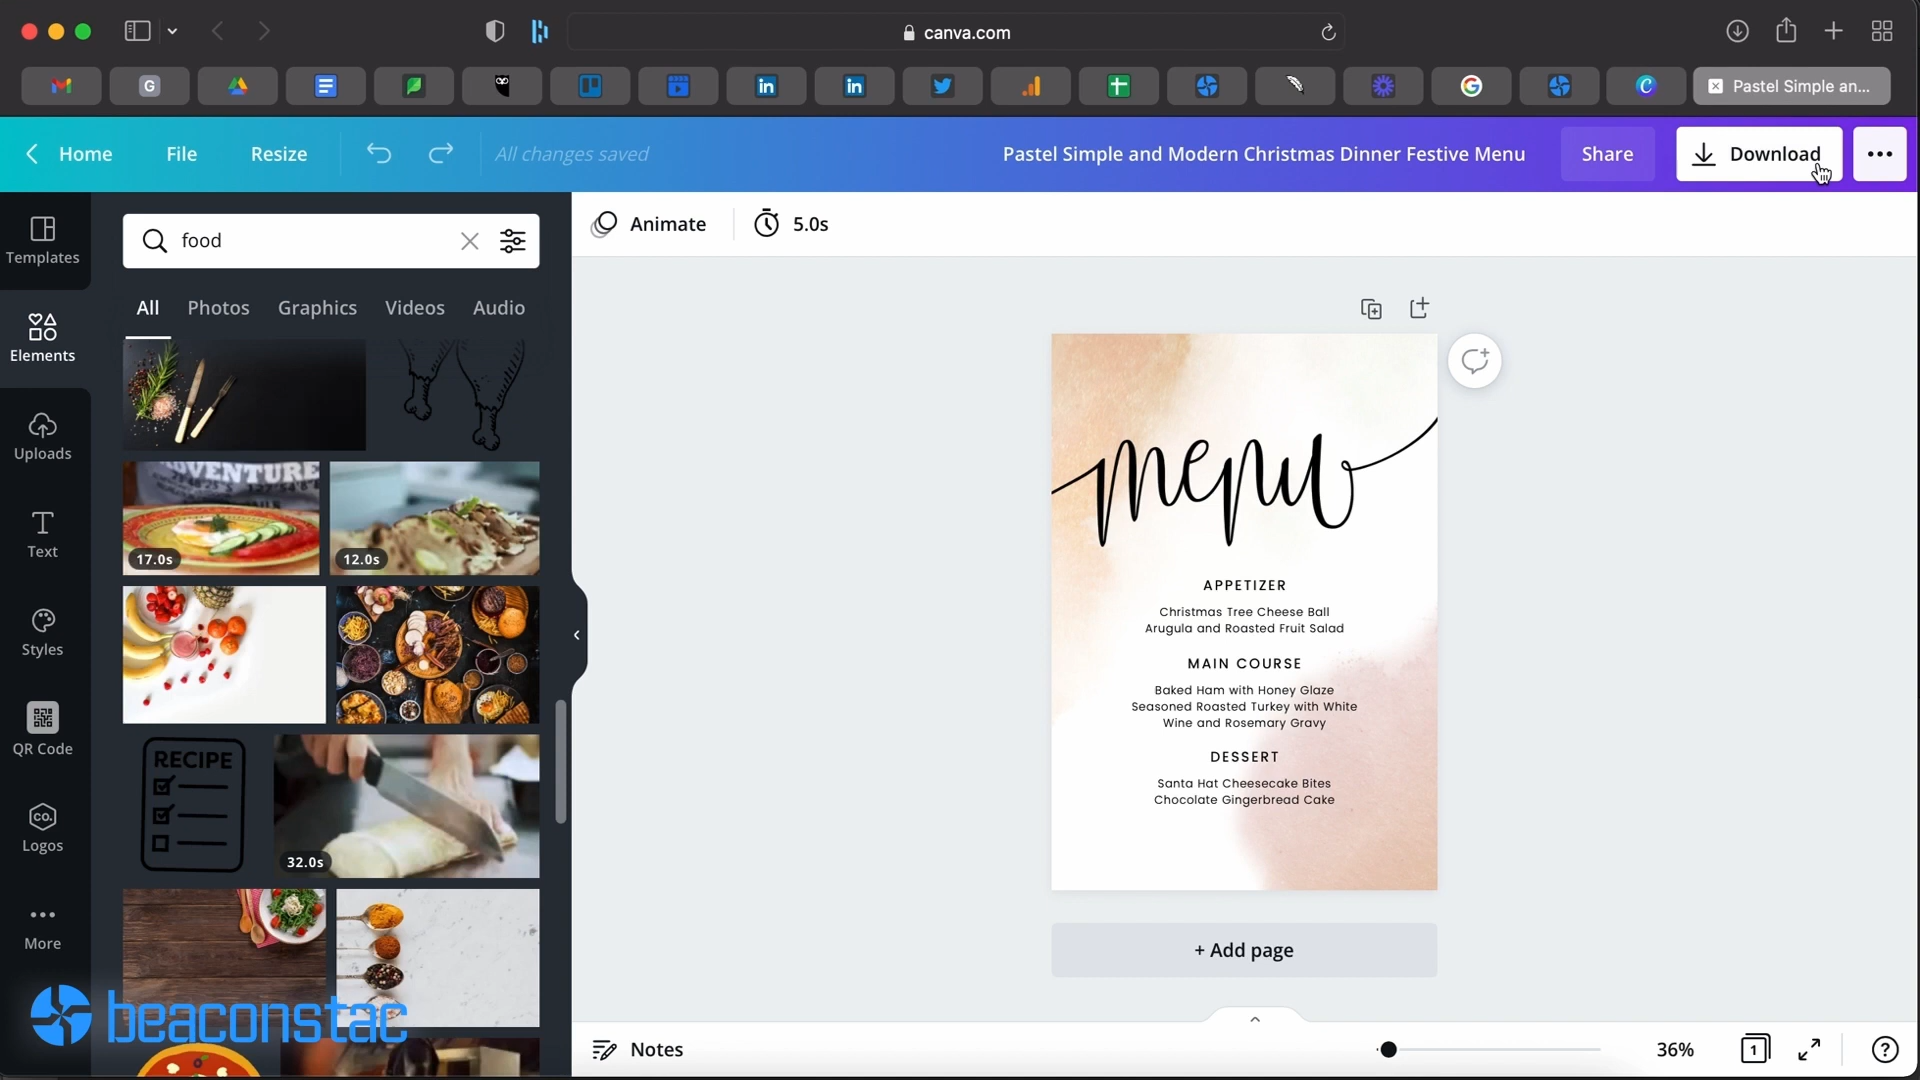 canva.com
Pastel Simple an...
Home
File
Resize
All changes saved
Pastel Simple and Modern Christmas Dinner Festive Menu
Share
Download
Templates
Elements
Uploads
Text
Styles
QR Code
CO.
Logos
More
food
All
Photos
Graphics
Videos
Audio
ADVENTURE
17.0s
12.0s
RECIPE
32.0s
beaconstac
Animate
5.0s
menu
APPETIZER
Christmas Tree Cheese Ball
Arugula and Roasted Fruit Salad
MAIN COURSE
Baked Ham with Honey Glaze
Seasoned Roasted Turkey with White
Wine and Rosemary Gravy
DESSERT
Santa Hat Cheesecake Bites
Chocolate Gingerbread Cake
+ Add page
Notes
36%
1
?